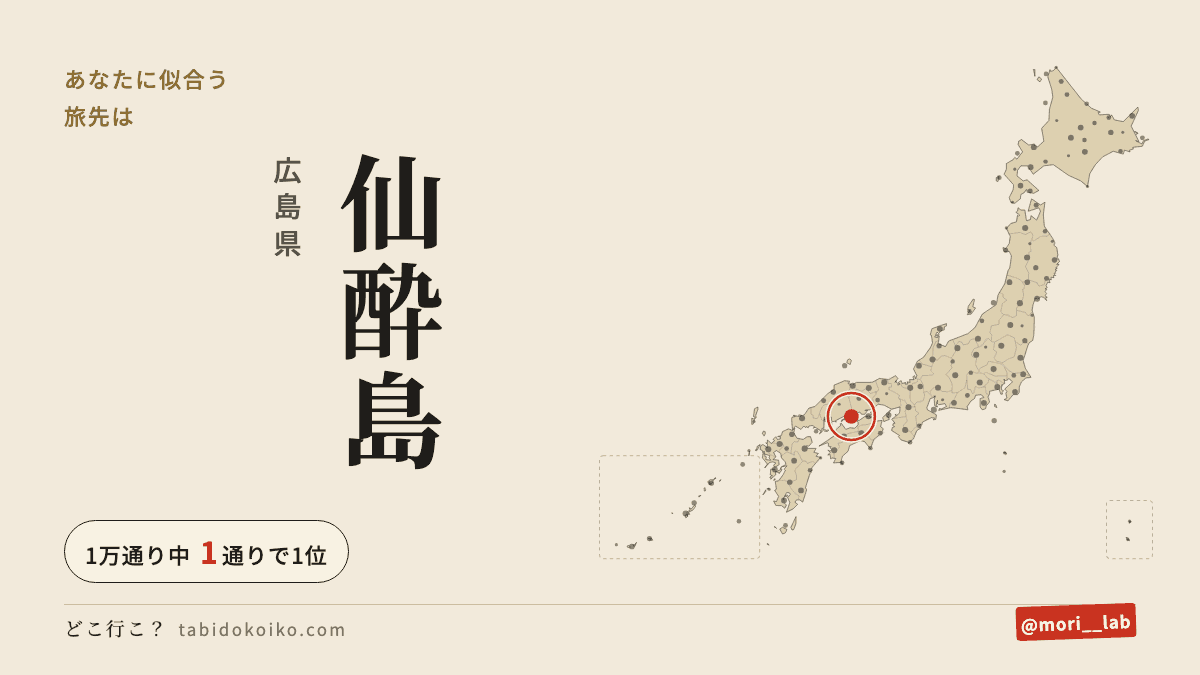 あなたに似合う
旅先は
仙酔島
広島県
1万通り中 1通りで1位
どこ行こ？ tabidokoiko.com
@mori__lab